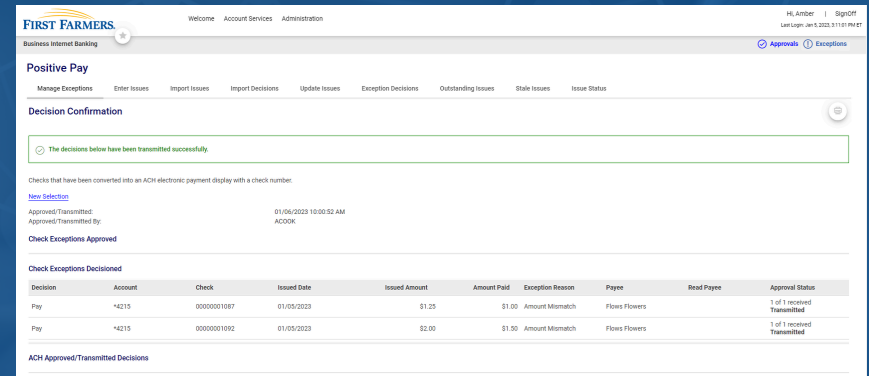 FIRST FARMERS.
Welcome Account Services Administration
Hi, Amber | SignOff
Last Login: Jan 5, 2023, 3:11:01 PM ET
Business Internet Banking
Approvals Exceptions
Positive Pay
Manage Exceptions Enter Issues Import Issues Import Decisions Update Issues Exception Decisions Outstanding Issues Stale Issues Issue Status
Decision Confirmation
The decisions below have been transmitted successfully.
Checks that have been converted into an ACH electronic payment display with a check number.
New Selection
Approved/Transmitted: 01/06/2023 10:00:52 AM
Approved/Transmitted By: ACOOK
Check Exceptions Approved
Check Exceptions Decisioned
Decision Account Check Issued Date Issued Amount Amount Paid Exception Reason Payee Read Payee Approval Status
Pay *4215 00000001087 01/05/2023 $1.25 $1.00 Amount Mismatch Flows Flowers 1 of 1 received
Transmitted
Pay *4215 00000001092 01/05/2023 $2.00 $1.50 Amount Mismatch Flows Flowers 1 of 1 received
Transmitted
ACH Approved/Transmitted Decisions